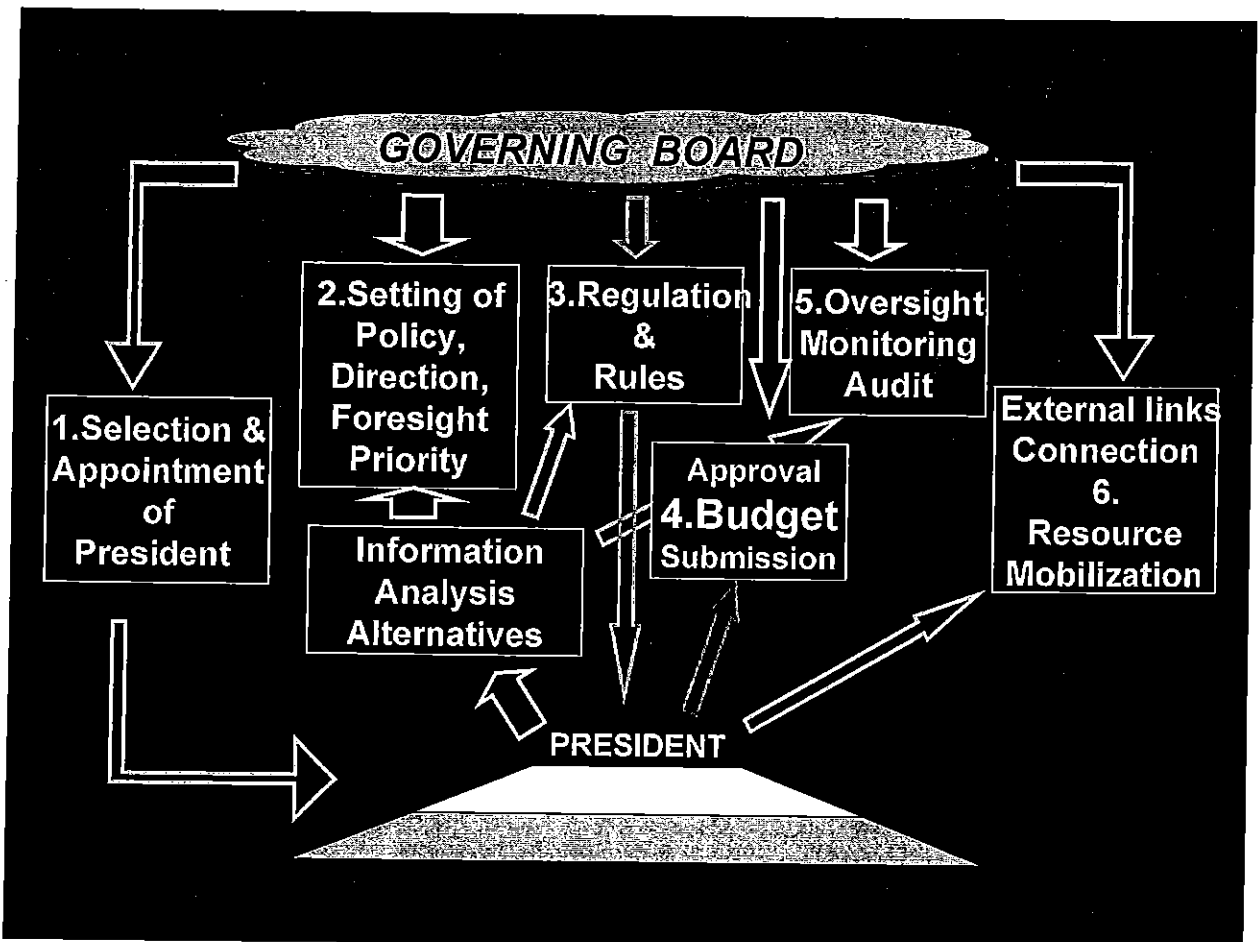 GOVERNING BOARD
1.Selection &
Appointment
of
President
2.Setting of
Policy,
Direction,
Foresight
Priority
3.Regulation
&
Rules
Approval
4.Budget
Submission
5.Oversight
Monitoring
Audit
External links
Connection
6.
Resource
Mobilization
Information
Analysis
Alternatives
PRESIDENT